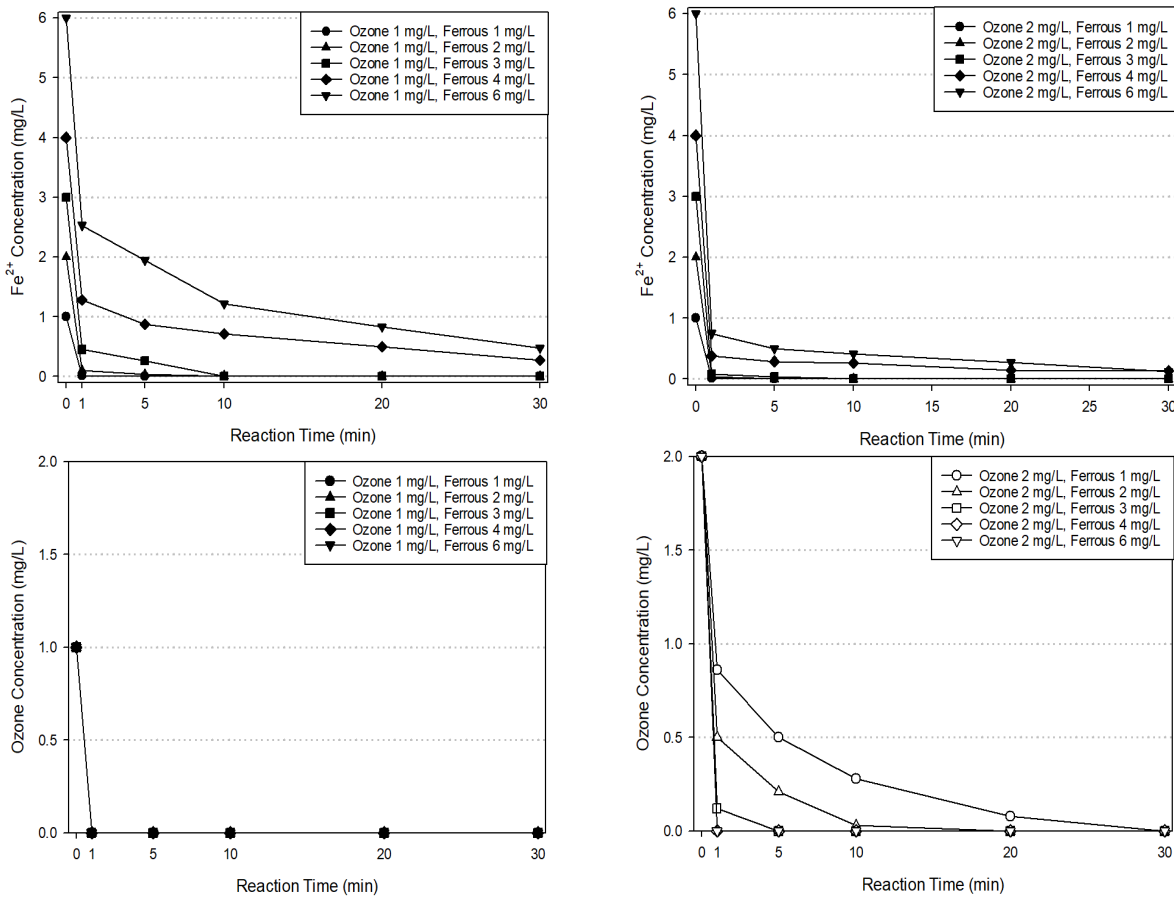 Ozone 1 mg/L, Ferrous 1 mg/L
Ozone 1 mg/L, Ferrous 2 mg/L
Ozone 1 mg/L, Ferrous 3 mg/L
Ozone 1 mg/L, Ferrous 4 mg/L
Ozone 1 mg/L, Ferrous 6 mg/L
Fe²⁺ Concentration (mg/L)
6
5
4
3
2
1
0
0 1 5 10 20 30
Reaction Time (min)
Ozone 2 mg/L, Ferrous 1 mg/L
Ozone 2 mg/L, Ferrous 2 mg/L
Ozone 2 mg/L, Ferrous 3 mg/L
Ozone 2 mg/L, Ferrous 4 mg/L
Ozone 2 mg/L, Ferrous 6 mg/L
Fe²⁺ Concentration (mg/L)
6
5
4
3
2
1
0
0 5 10 15 20 25 30
Reaction Time (min)
Ozone 1 mg/L, Ferrous 1 mg/L
Ozone 1 mg/L, Ferrous 2 mg/L
Ozone 1 mg/L, Ferrous 3 mg/L
Ozone 1 mg/L, Ferrous 4 mg/L
Ozone 1 mg/L, Ferrous 6 mg/L
Ozone Concentration (mg/L)
2.0
1.5
1.0
0.5
0.0
0 1 5 10 20 30
Reaction Time (min)
Ozone 2 mg/L, Ferrous 1 mg/L
Ozone 2 mg/L, Ferrous 2 mg/L
Ozone 2 mg/L, Ferrous 3 mg/L
Ozone 2 mg/L, Ferrous 4 mg/L
Ozone 2 mg/L, Ferrous 6 mg/L
Ozone Concentration (mg/L)
2.0
1.5
1.0
0.5
0.0
0 1 5 10 20 30
Reaction Time (min)